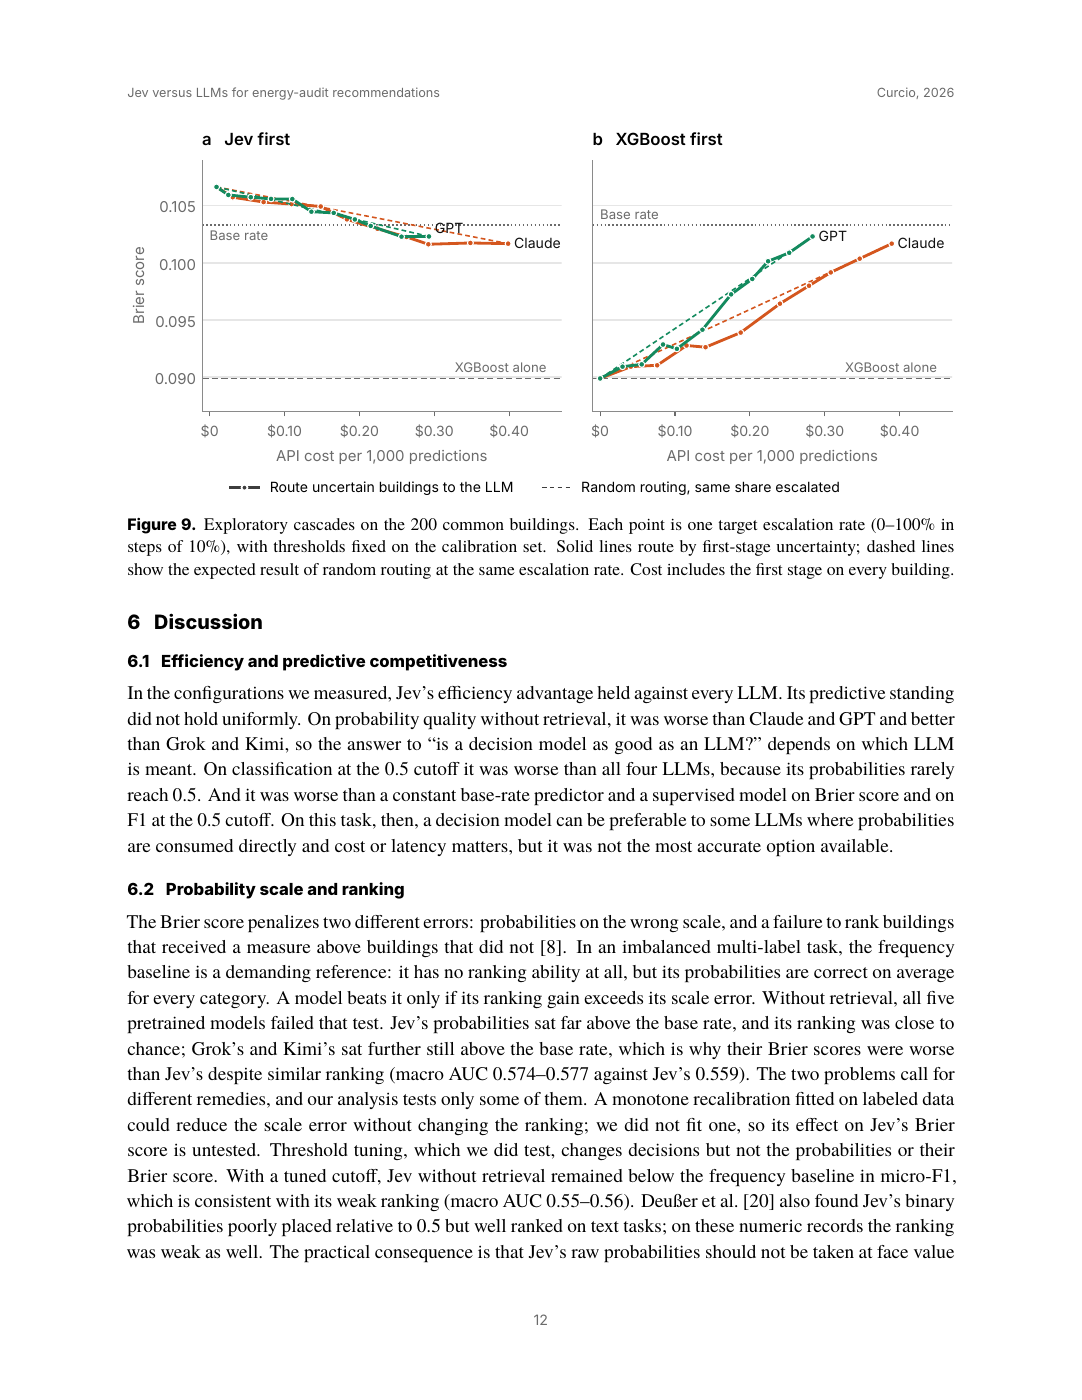 Jev versus LLMs for energy-audit recommendations
Curcio, 2026
a Jev first
b XGBoost first
Brier score
0.105
0.100
0.095
0.090
Base rate
GPT
Claude
XGBoost alone
$0 $0.10 $0.20 $0.30 $0.40
API cost per 1,000 predictions
Base rate
GPT
Claude
XGBoost alone
$0 $0.10 $0.20 $0.30 $0.40
API cost per 1,000 predictions
Route uncertain buildings to the LLM
Random routing, same share escalated
Figure 9. Exploratory cascades on the 200 common buildings. Each point is one target escalation rate (0–100% in
steps of 10%), with thresholds fixed on the calibration set. Solid lines route by first-stage uncertainty; dashed lines
show the expected result of random routing at the same escalation rate. Cost includes the first stage on every building.
6 Discussion
6.1 Efficiency and predictive competitiveness
In the configurations we measured, Jev’s efficiency advantage held against every LLM. Its predictive standing
did not hold uniformly. On probability quality without retrieval, it was worse than Claude and GPT and better
than Grok and Kimi, so the answer to “is a decision model as good as an LLM?” depends on which LLM
is meant. On classification at the 0.5 cutoff it was worse than all four LLMs, because its probabilities rarely
reach 0.5. And it was worse than a constant base-rate predictor and a supervised model on Brier score and on
F1 at the 0.5 cutoff. On this task, then, a decision model can be preferable to some LLMs where probabilities
are consumed directly and cost or latency matters, but it was not the most accurate option available.
6.2 Probability scale and ranking
The Brier score penalizes two different errors: probabilities on the wrong scale, and a failure to rank buildings
that received a measure above buildings that did not [8]. In an imbalanced multi-label task, the frequency
baseline is a demanding reference: it has no ranking ability at all, but its probabilities are correct on average
for every category. A model beats it only if its ranking gain exceeds its scale error. Without retrieval, all five
pretrained models failed that test. Jev’s probabilities sat far above the base rate, and its ranking was close to
chance; Grok’s and Kimi’s sat further still above the base rate, which is why their Brier scores were worse
than Jev’s despite similar ranking (macro AUC 0.574–0.577 against Jev’s 0.559). The two problems call for
different remedies, and our analysis tests only some of them. A monotone recalibration fitted on labeled data
could reduce the scale error without changing the ranking; we did not fit one, so its effect on Jev’s Brier
score is untested. Threshold tuning, which we did test, changes decisions but not the probabilities or their
Brier score. With a tuned cutoff, Jev without retrieval remained below the frequency baseline in micro-F1,
which is consistent with its weak ranking (macro AUC 0.55–0.56). Deußer et al. [20] also found Jev’s binary
probabilities poorly placed relative to 0.5 but well ranked on text tasks; on these numeric records the ranking
was weak as well. The practical consequence is that Jev’s raw probabilities should not be taken at face value
12